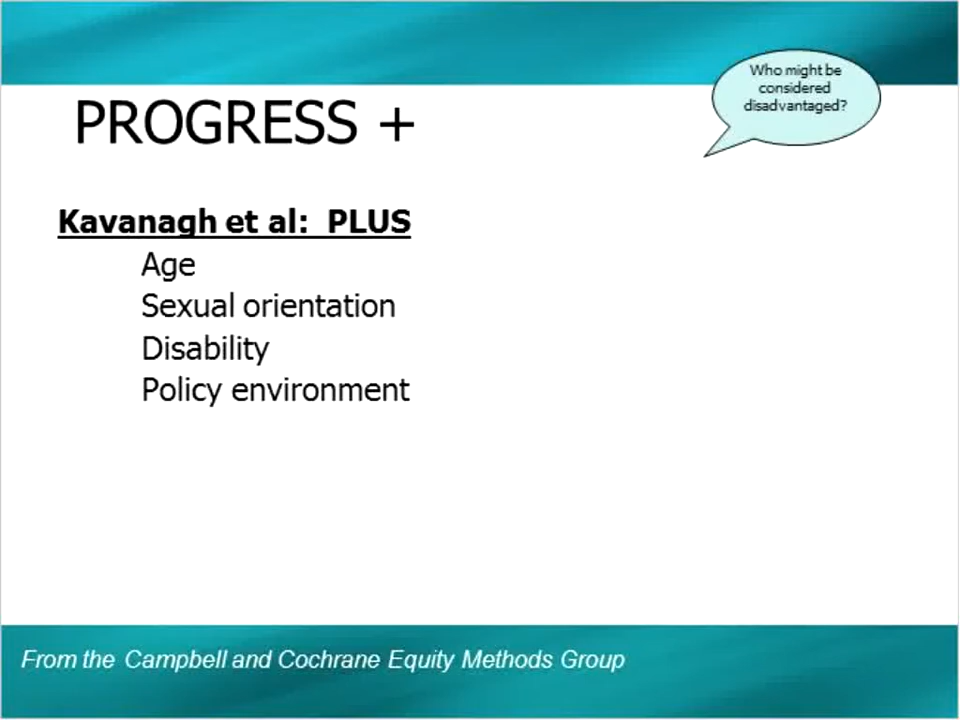 Who might be
considered
disadvantaged?
PROGRESS +
Kavanagh et al:  PLUS
Age
Sexual orientation
Disability
Policy environment
From the Campbell and Cochrane Equity Methods Group